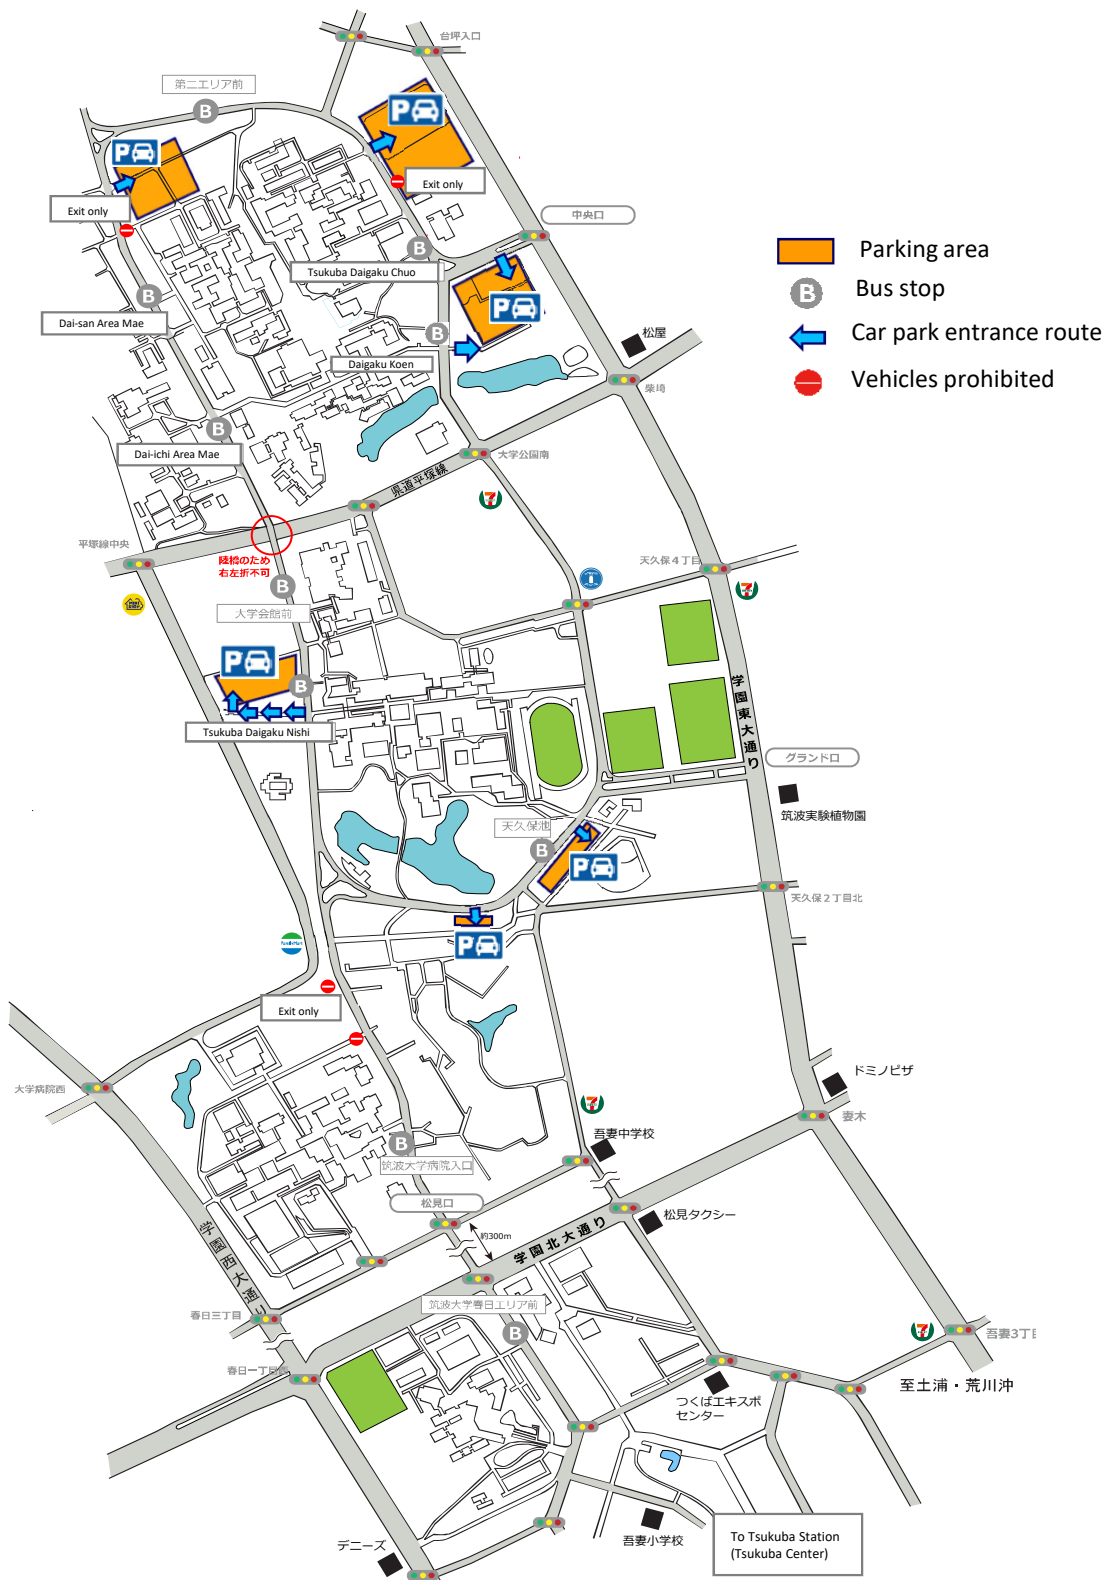 台坪入口
第二エリア前
B
P
P
Exit only
Exit only
中央口
Tsukuba Daigaku Chuo
B
Parking area
B
Bus stop
Car park entrance route
Vehicles prohibited
B
Dai-san Area Mae
P
B
松屋
Daigaku Koen
柴崎
B
Dai-ichi Area Mae
大学公園南
県道平塚線
7
平塚線中央
陸橋のため
右左折不可
天久保4丁目
B
7
大学会館前
P
B
学園東大通り
Tsukuba Daigaku Nishi
グランド口
筑波実験植物園
天久保池
B
P
天久保2丁目北
FamilyMart
P
Exit only
大学病院西
ドミノピザ
7
妻木
吾妻中学校
B
筑波大学病院入口
松見口
約300m
学園北大通り
松見タクシー
学園西大通り
春日三丁目
筑波大学春日エリア前
B
7
吾妻3丁目
春日一丁目西
至土浦・荒川沖
つくばエキスポ
センター
デニーズ
吾妻小学校
To Tsukuba Station
(Tsukuba Center)